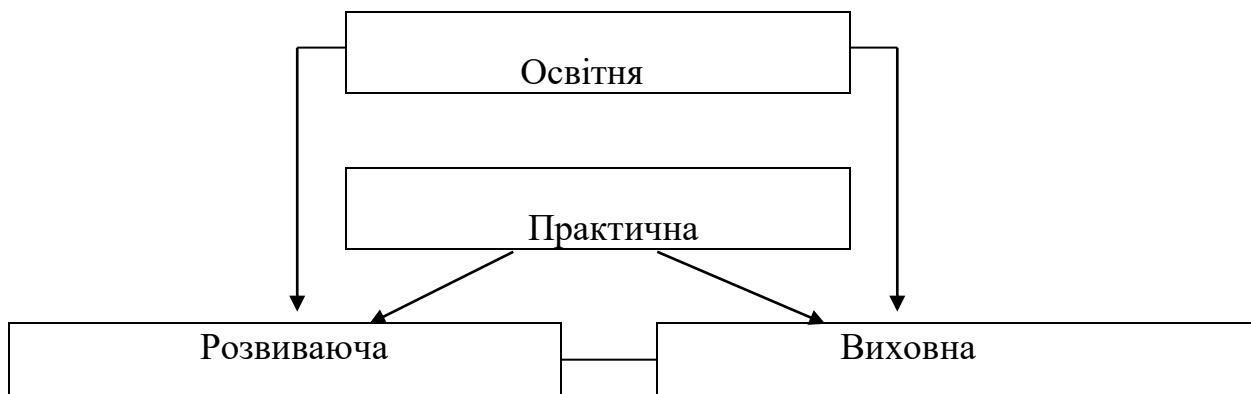 Освітня
Практична
Розвиваюча
Виховна